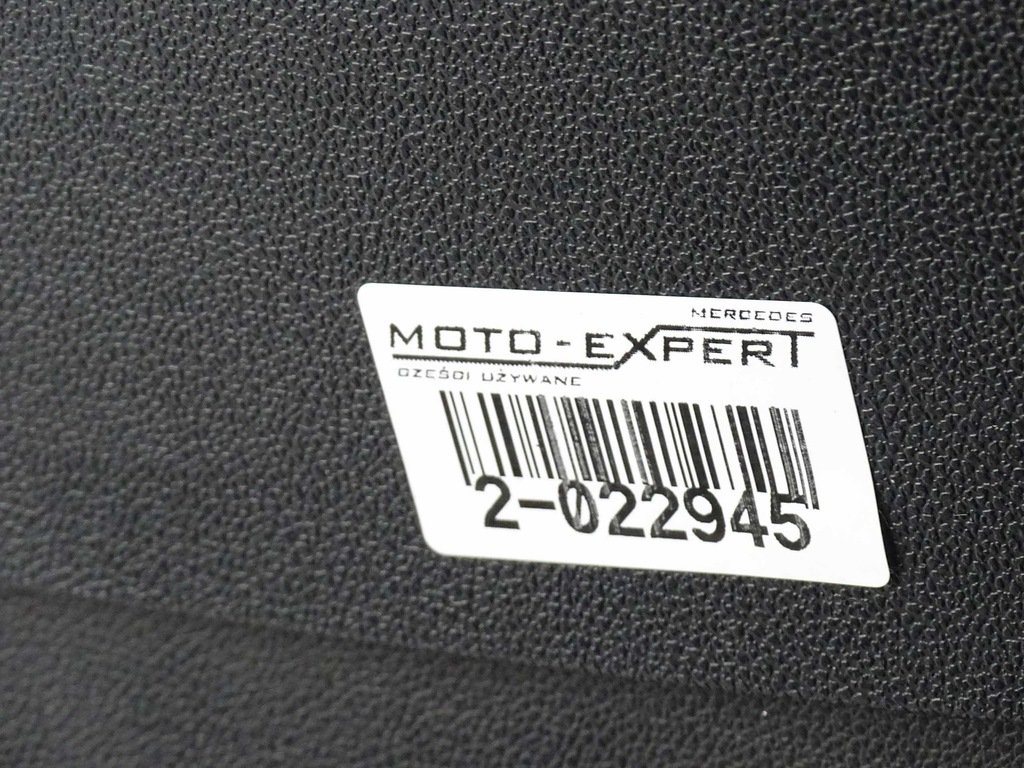 MERCEDES
MOTO-EXPERT
CZĘŚCI UŻYWANE
2-022945